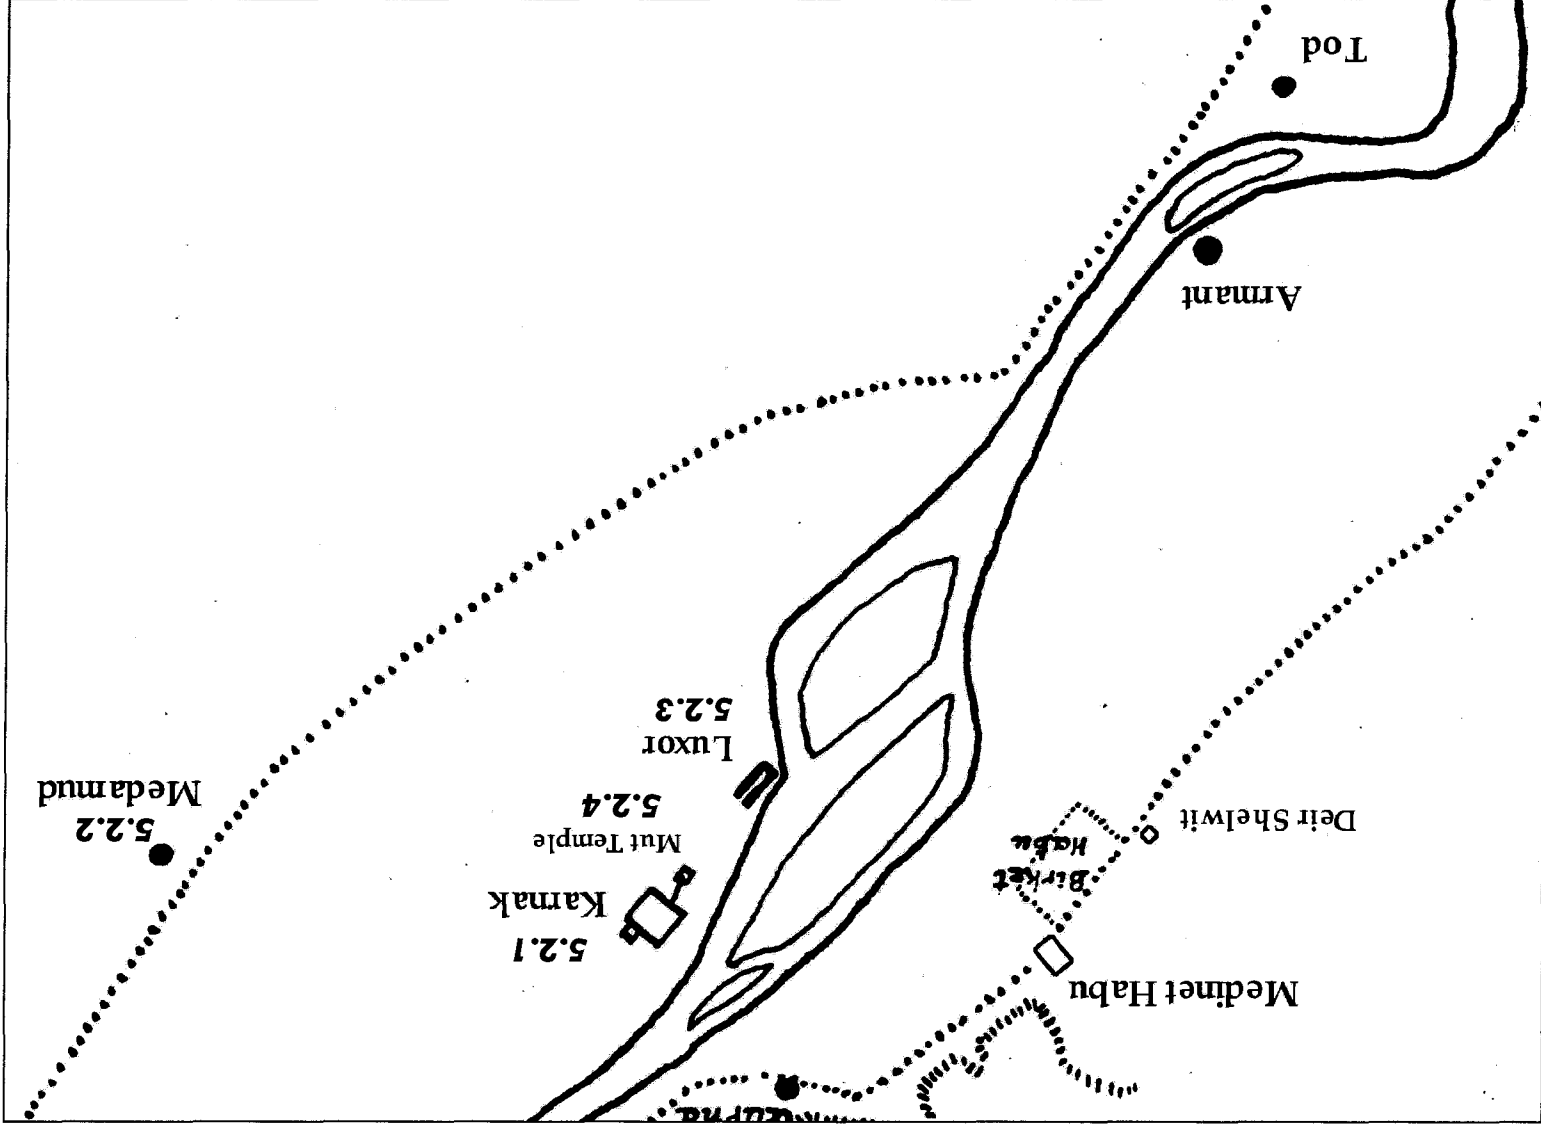 Medinet Habu
Birket
Habu
Deir Shelwit
5.2.1
Karnak
Mut Temple
5.2.4
Luxor
5.2.3
5.2.2
Medamud
Armant
Tod